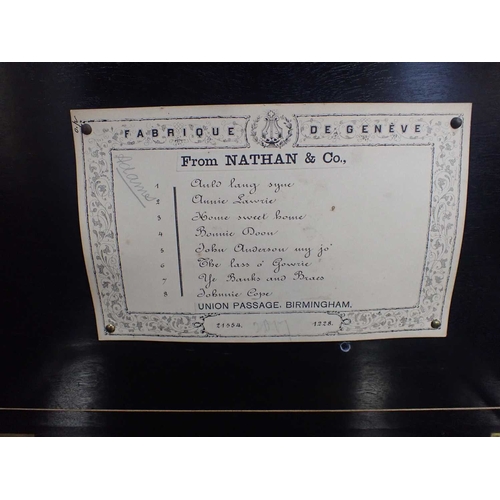 FABRIQUE DE GENÈVE
From NATHAN & Co.,
1 Auld lang syne
2 Annie Lawrie
3 Home sweet home
4 Bonnie Doon
5 John Anderson my jo'
6 The lass o' Gowrie
7 Ye Banks and Braes
8 Johnnie Cope
UNION PASSAGE, BIRMINGHAM.
21554. 1228.